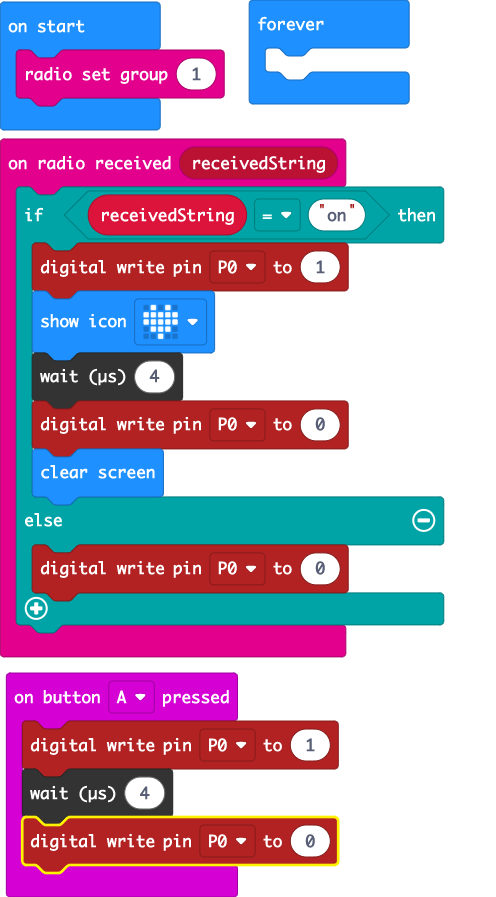 on start
forever
radio set group 1
on radio received receivedString
if receivedString = "on" then
digital write pin P0 to 1
show icon
wait (µs) 4
digital write pin P0 to 0
clear screen
else
digital write pin P0 to 0
on button A pressed
digital write pin P0 to 1
wait (µs) 4
digital write pin P0 to 0